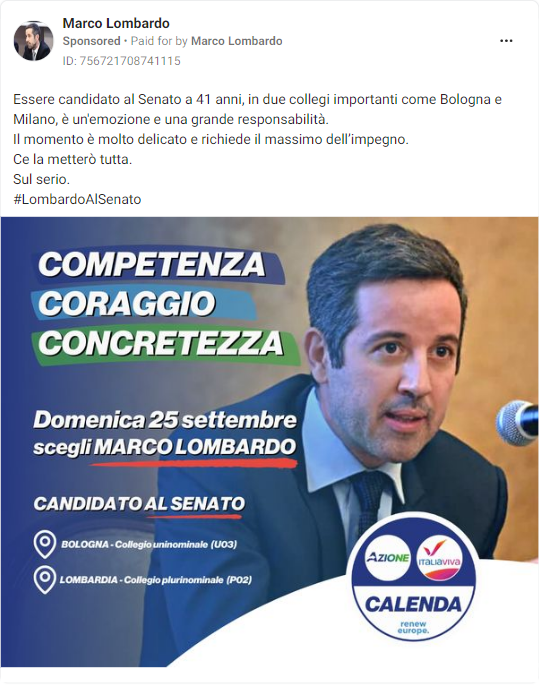 Marco Lombardo
Sponsored • Paid for by Marco Lombardo
ID: 756721708741115
Essere candidato al Senato a 41 anni, in due collegi importanti come Bologna e
Milano, è un'emozione e una grande responsabilità.
Il momento è molto delicato e richiede il massimo dell'impegno.
Ce la metterò tutta.
Sul serio.
#LombardoAlSenato
COMPETENZA
CORAGGIO
CONCRETEZZA
Domenica 25 settembre
scegli MARCO LOMBARDO
CANDIDATO AL SENATO
BOLOGNA - Collegio uninominale (U03)
LOMBARDIA - Collegio plurinominale (P02)
AZIONE
ITALIAVIVA
CALENDA
renew
europe.